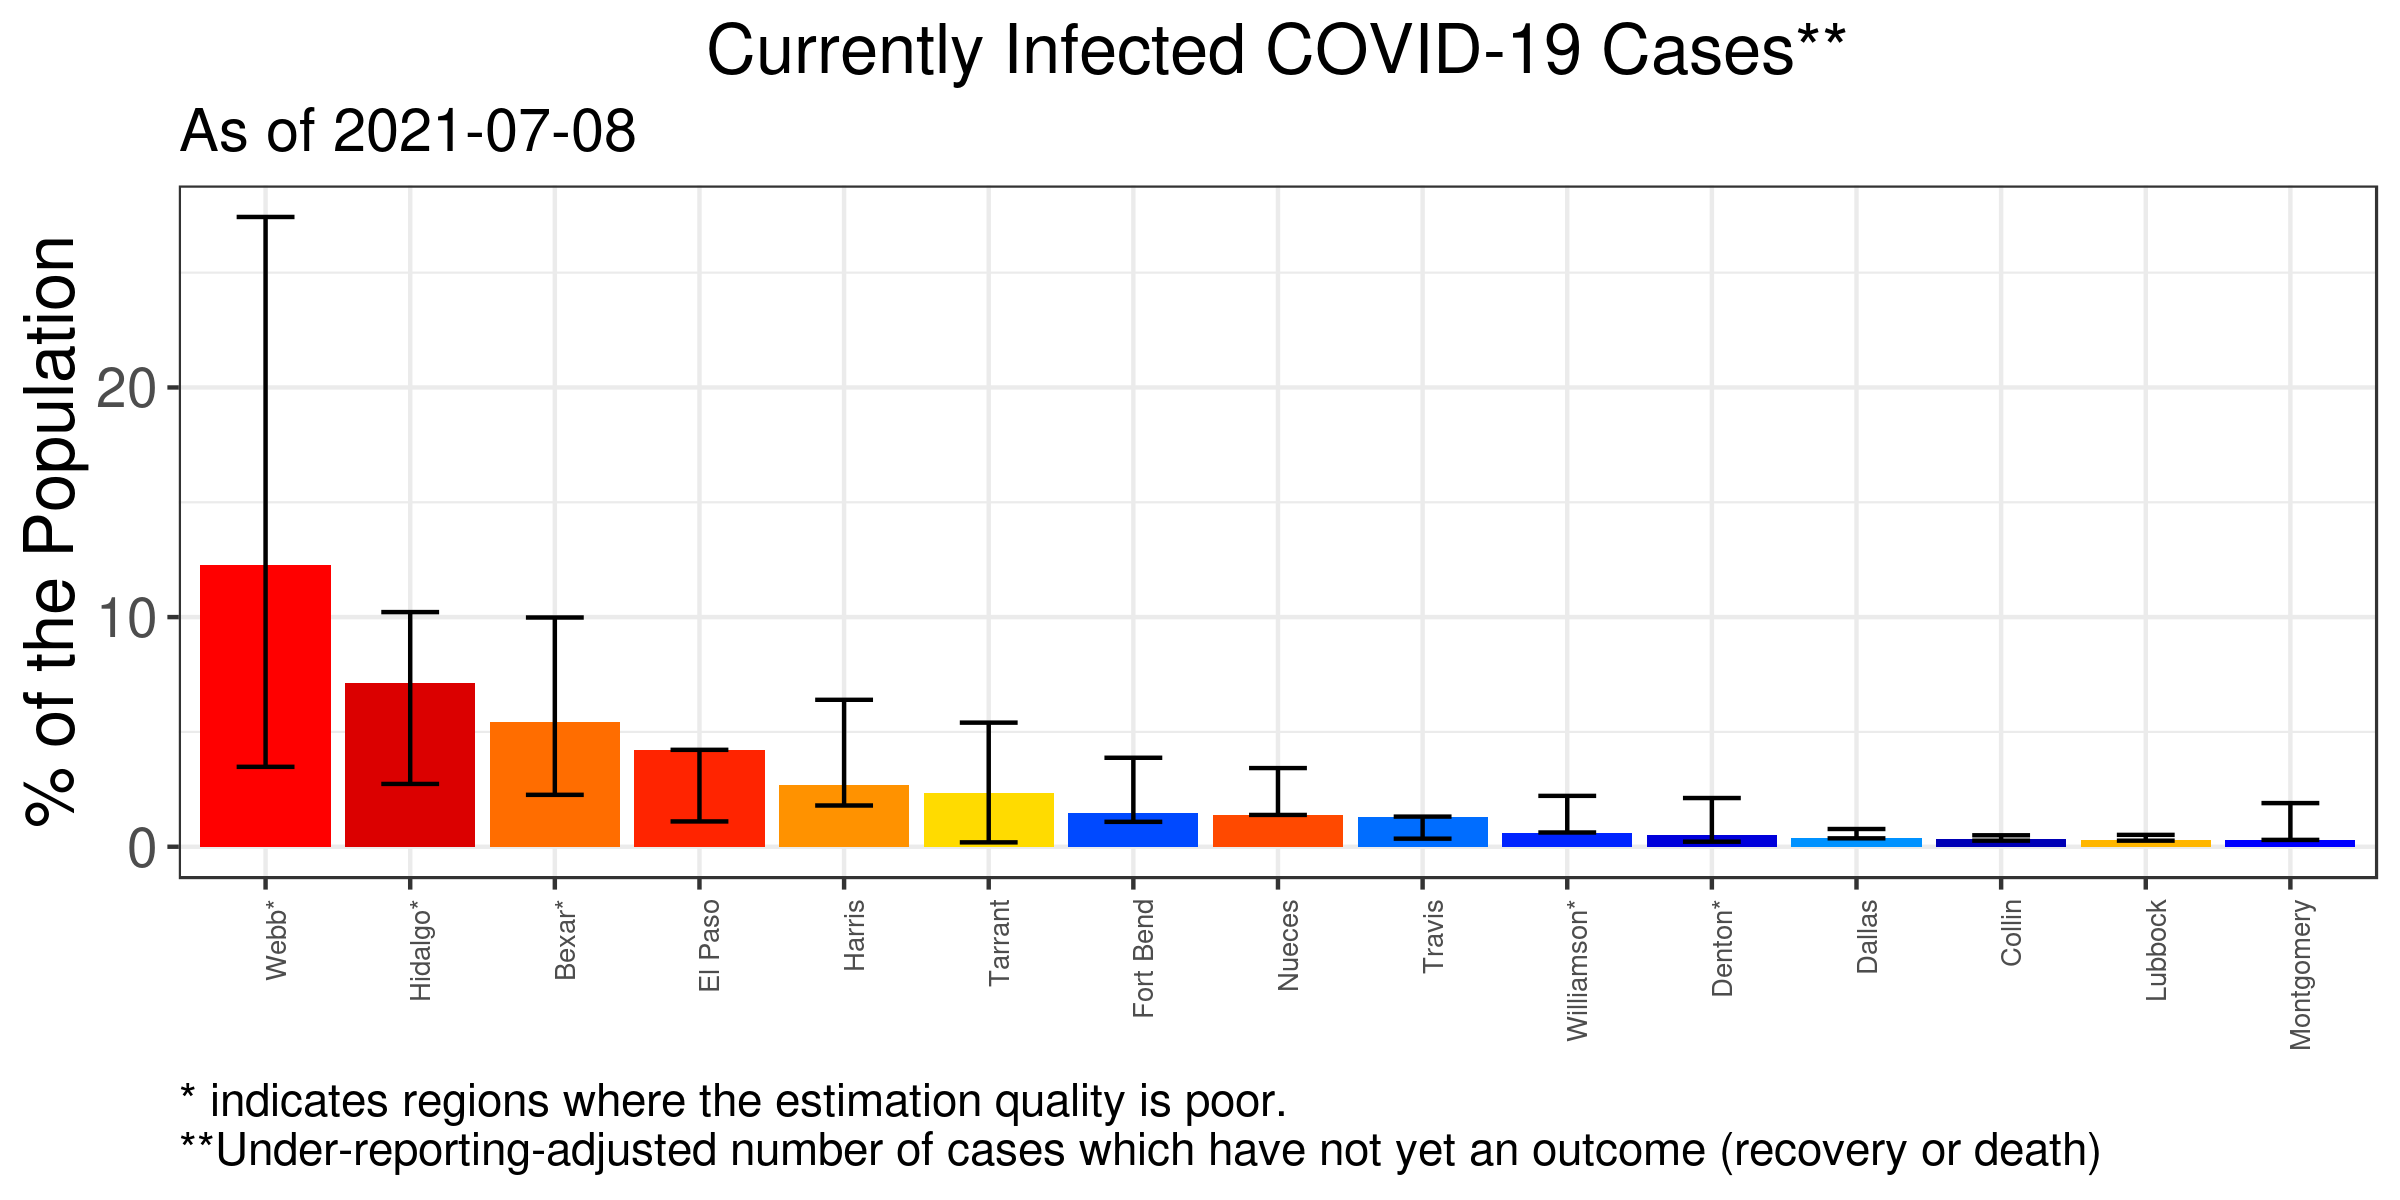 Currently Infected COVID-19 Cases**
As of 2021-07-08
% of the Population
20
10
0
Webb*
Hidalgo*
Bexar*
El Paso
Harris
Tarrant
Fort Bend
Nueces
Travis
Williamson*
Denton*
Dallas
Collin
Lubbock
Montgomery
* indicates regions where the estimation quality is poor.
**Under-reporting-adjusted number of cases which have not yet an outcome (recovery or death)